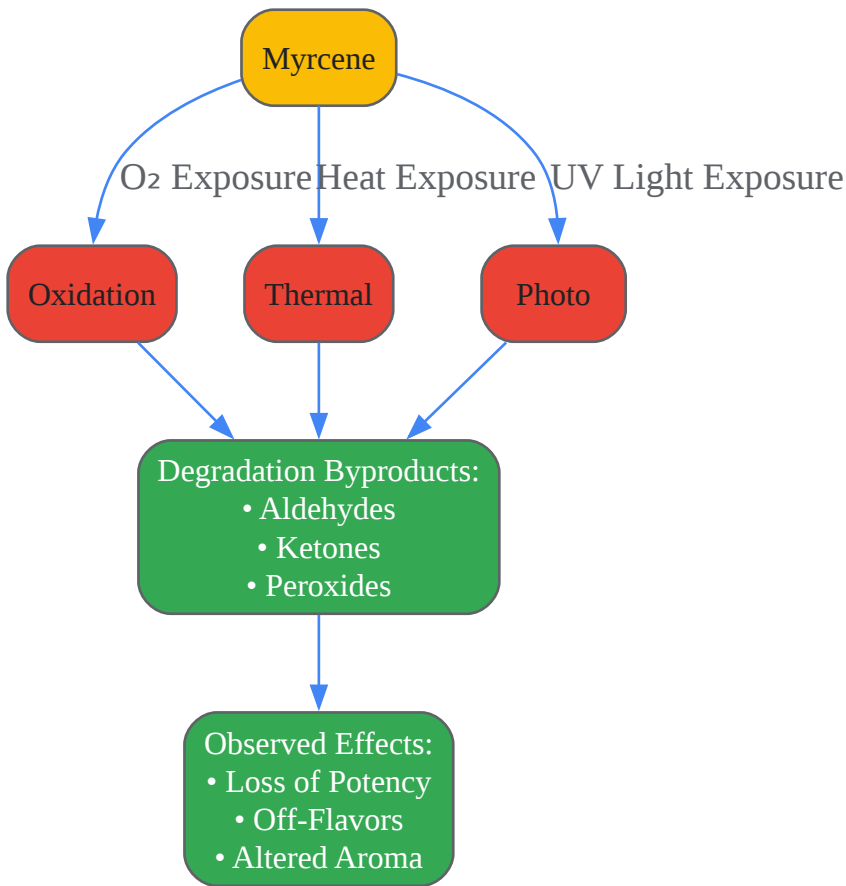 Myrcene
O₂ Exposure
Heat Exposure
UV Light Exposure
Oxidation
Thermal
Photo
Degradation Byproducts:
• Aldehydes
• Ketones
• Peroxides
Observed Effects:
• Loss of Potency
• Off-Flavors
• Altered Aroma